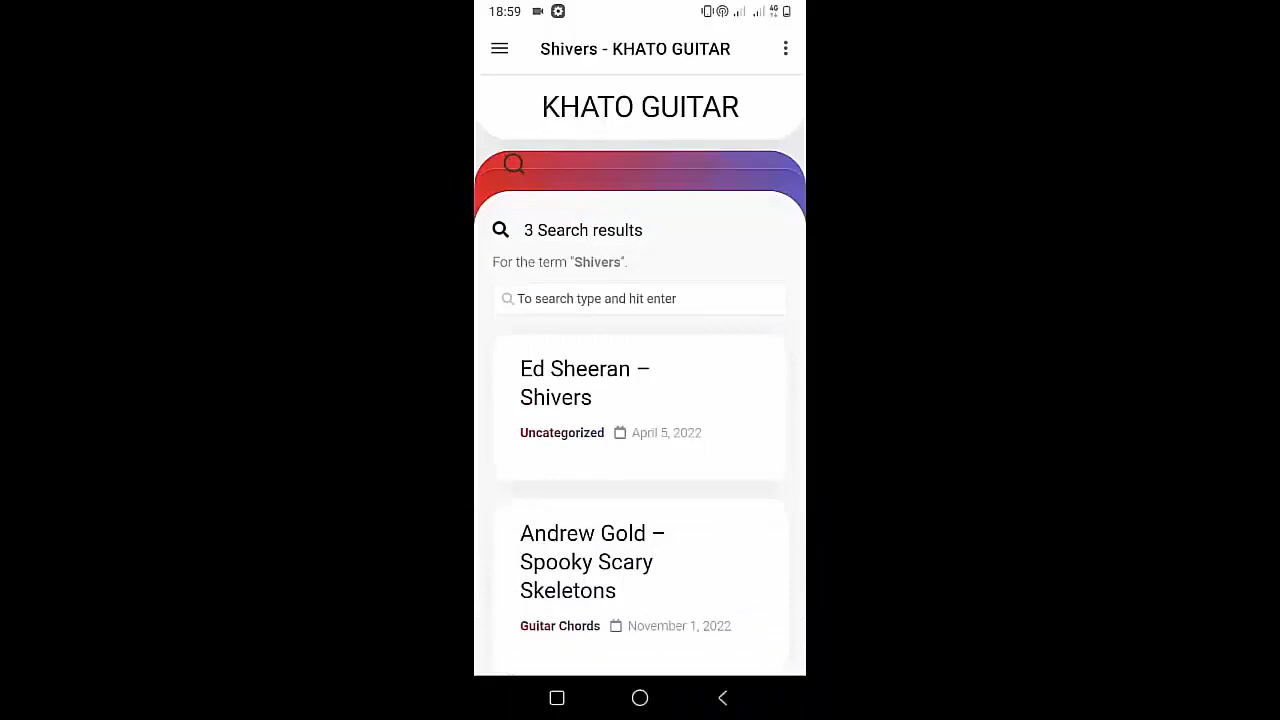 18:59
4G
Shivers - KHATO GUITAR
KHATO GUITAR
3 Search results
For the term "Shivers".
To search type and hit enter
Ed Sheeran –
Shivers
Uncategorized April 5, 2022
Andrew Gold –
Spooky Scary
Skeletons
Guitar Chords November 1, 2022